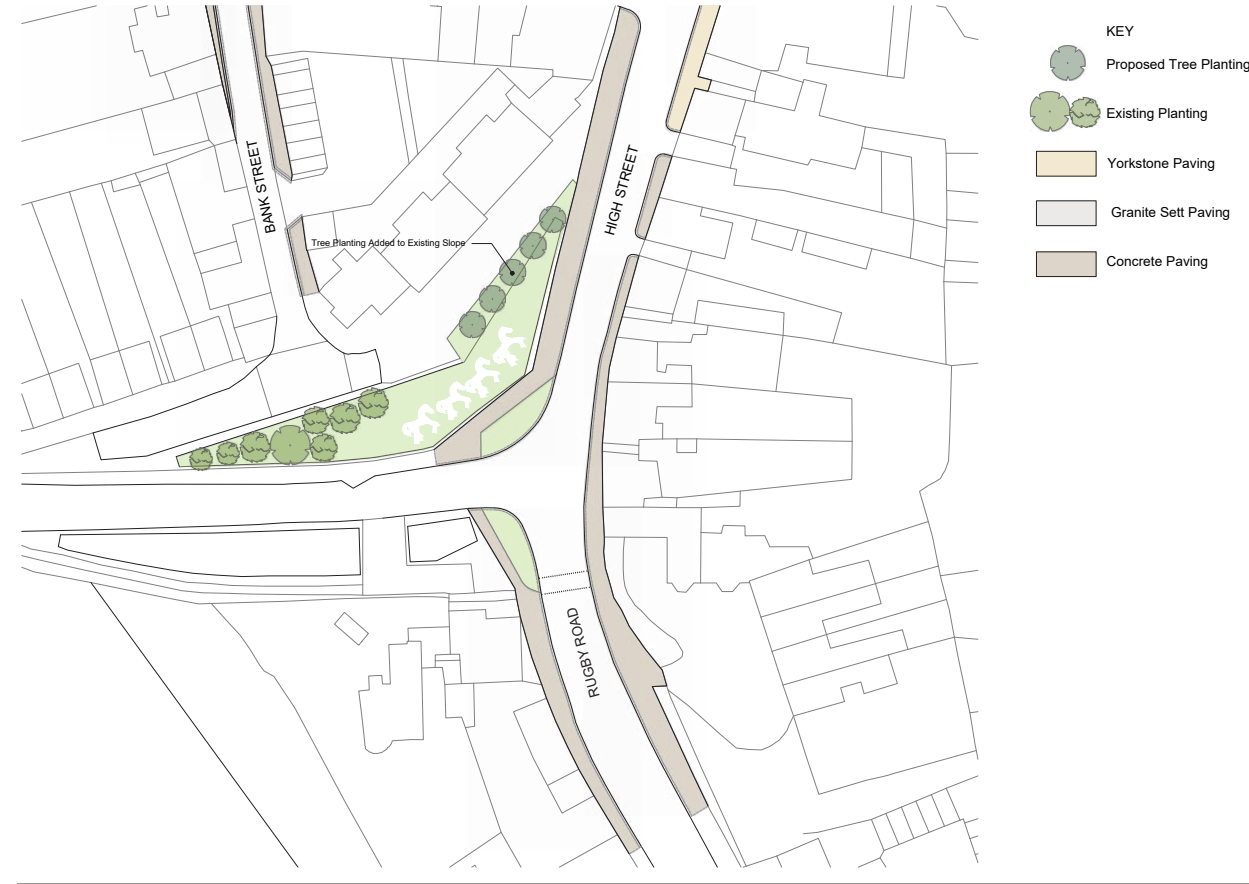 KEY
Proposed Tree Planting
Existing Planting
Yorkstone Paving
Granite Sett Paving
Concrete Paving
BANK STREET
HIGH STREET
Tree Planting Added to Existing Slope
RUGBY ROAD